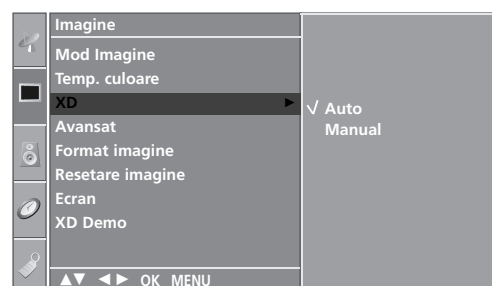 Imagine
Mod Imagine
Temp. culoare
XD ►
Avansat
Format imagine
Resetare imagine
Ecran
XD Demo
▲▼ ◄► OK MENU
√ Auto
Manual